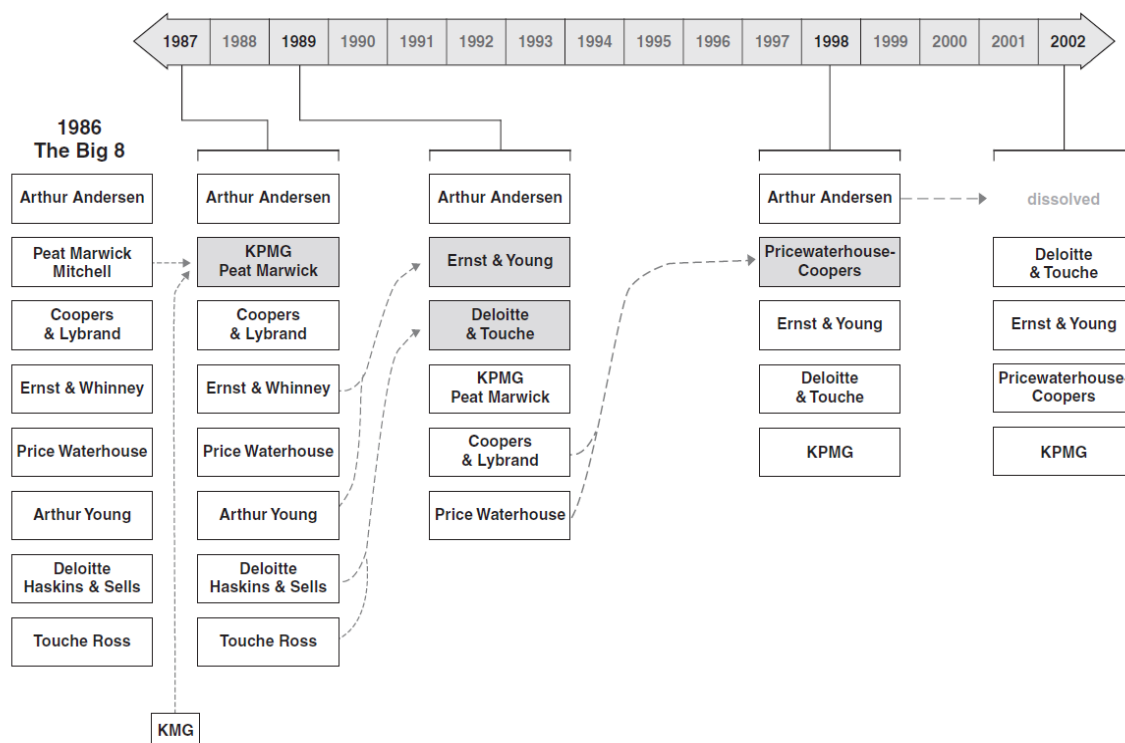 1987 1988 1989 1990 1991 1992 1993 1994 1995 1996 1997 1998 1999 2000 2001 2002
1986
The Big 8
Arthur Andersen
Peat Marwick
Mitchell
Coopers
& Lybrand
Ernst & Whinney
Price Waterhouse
Arthur Young
Deloitte
Haskins & Sells
Touche Ross
KMG
Arthur Andersen
KPMG
Peat Marwick
Coopers
& Lybrand
Ernst & Whinney
Price Waterhouse
Arthur Young
Deloitte
Haskins & Sells
Touche Ross
Arthur Andersen
Ernst & Young
Deloitte
& Touche
KPMG
Peat Marwick
Coopers
& Lybrand
Price Waterhouse
Arthur Andersen
Pricewaterhouse-
Coopers
Ernst & Young
Deloitte
& Touche
KPMG
dissolved
Deloitte
& Touche
Ernst & Young
Pricewaterhouse-
Coopers
KPMG